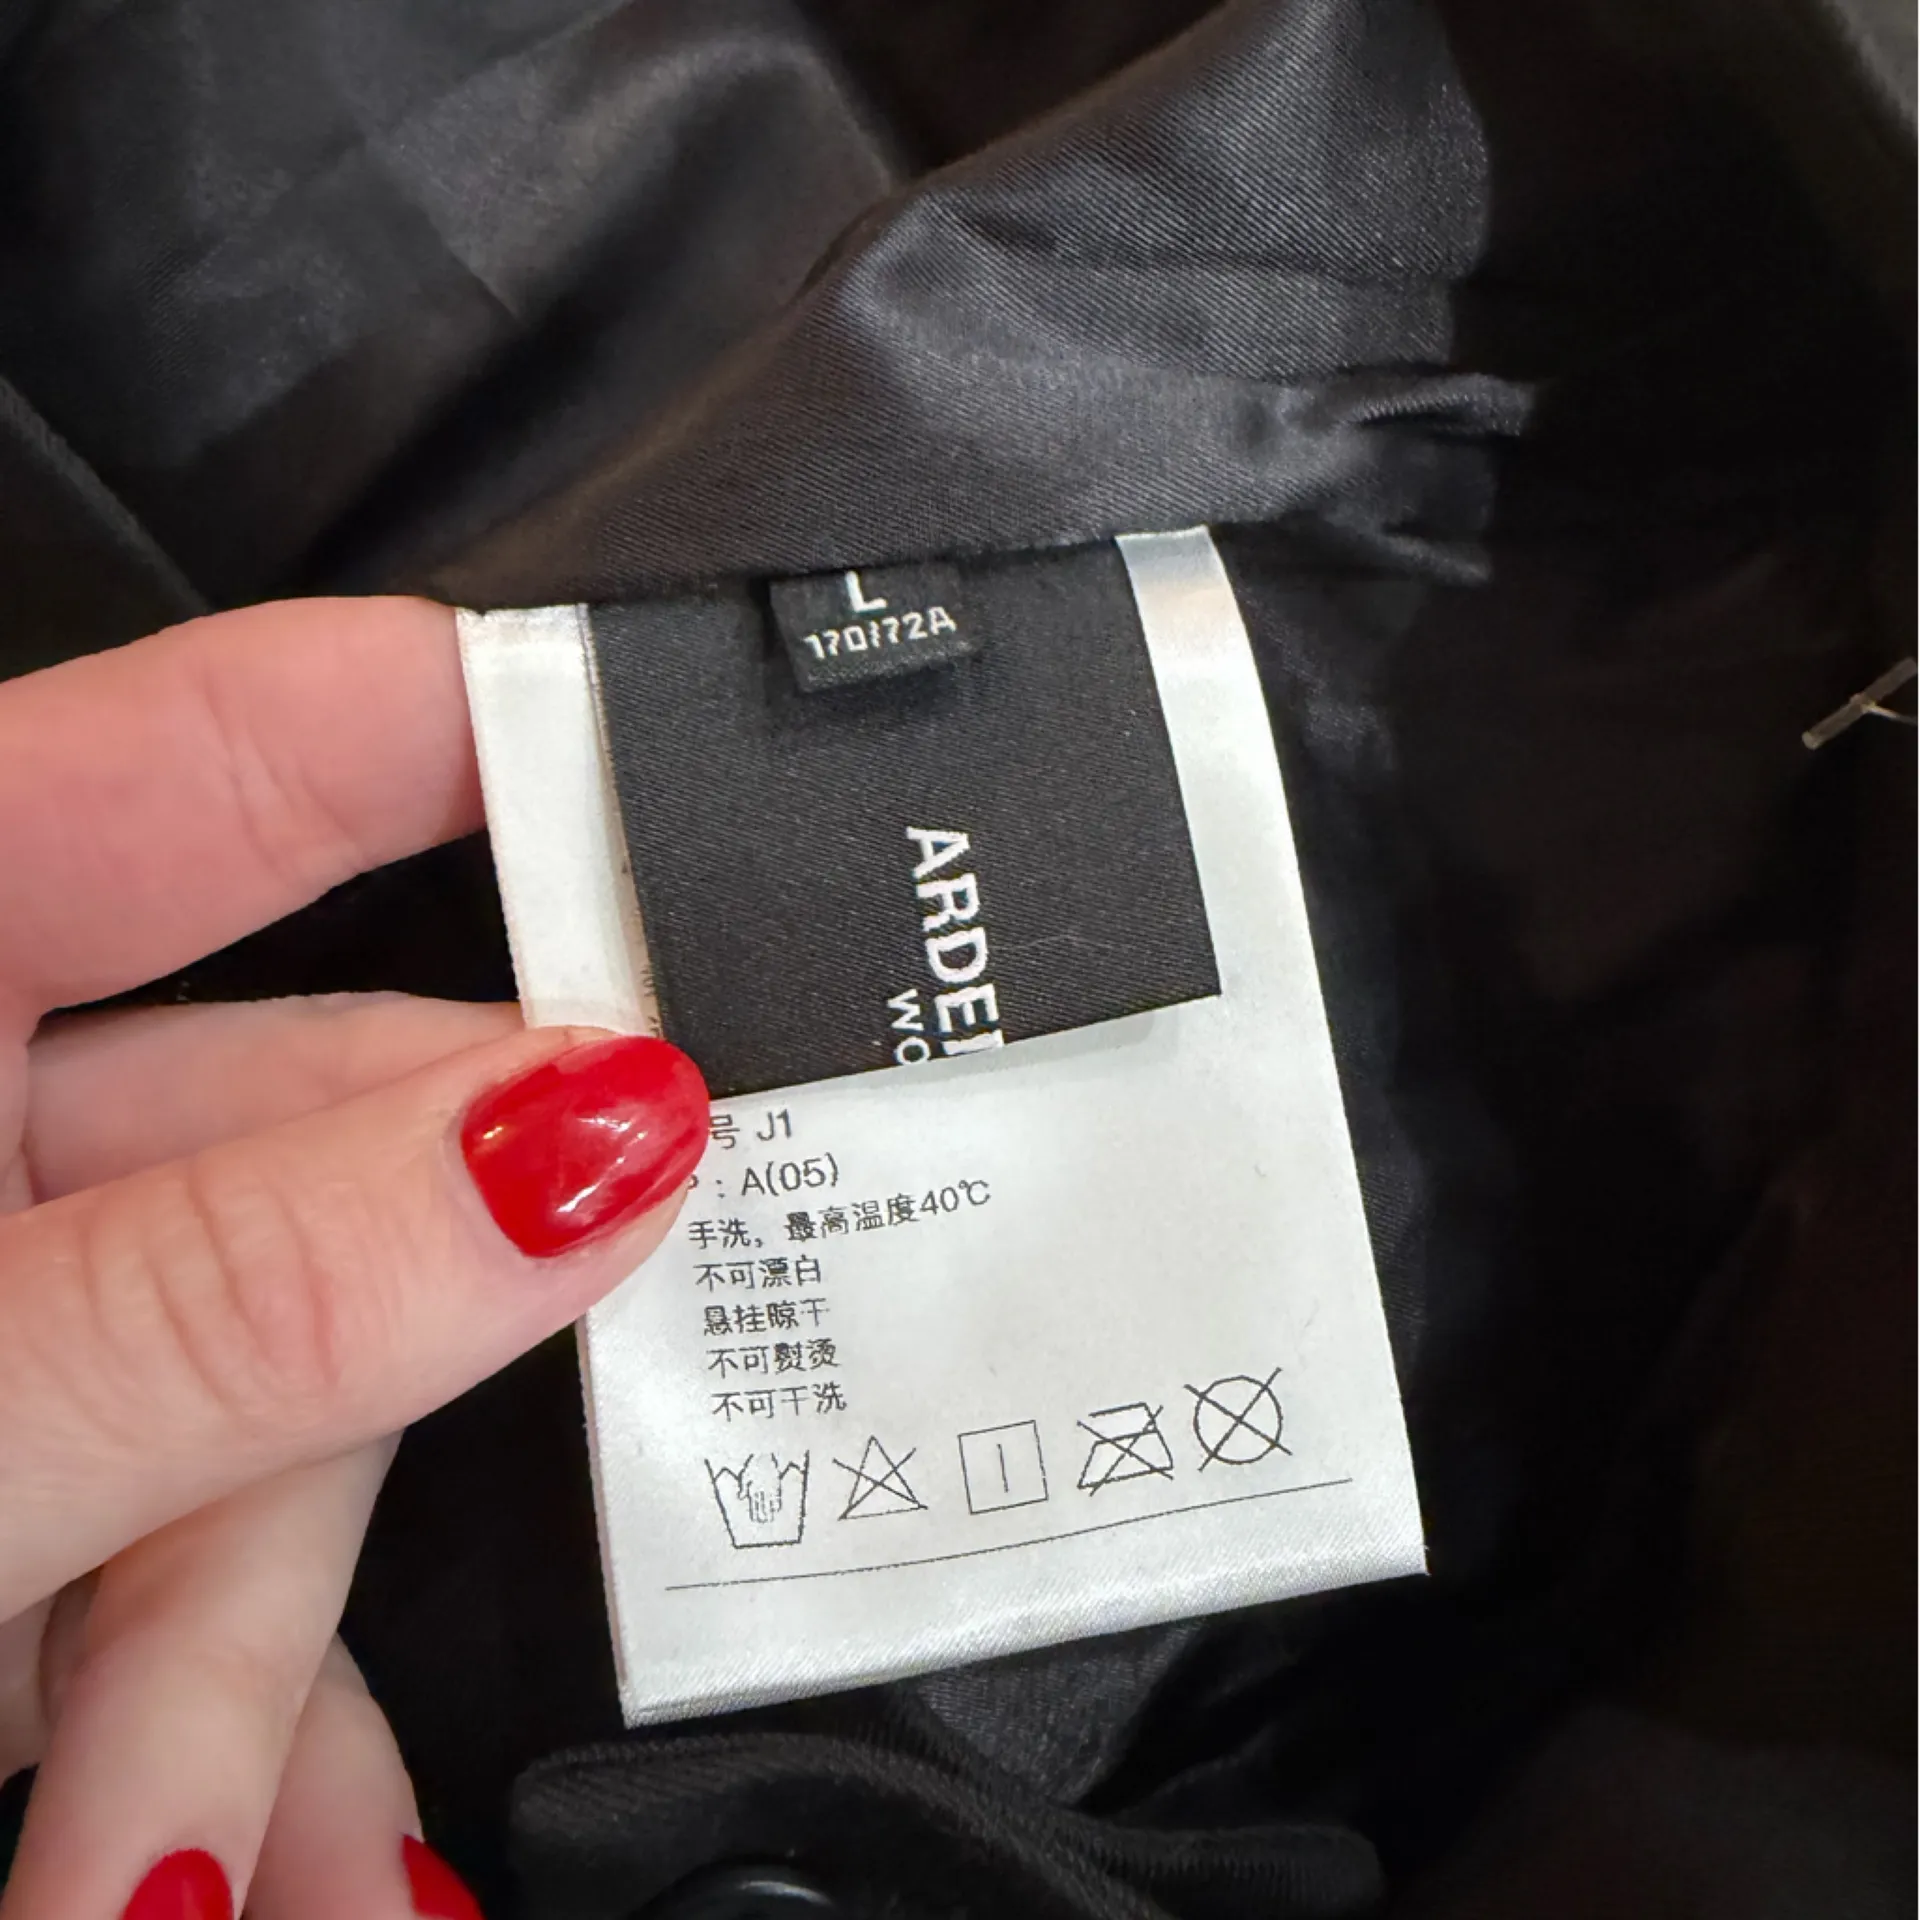 L
170/72A
ARDE
WO
号 J1
: A(05)
手洗，最高温度40℃
不可漂白
悬挂晾干
不可熨烫
不可干洗